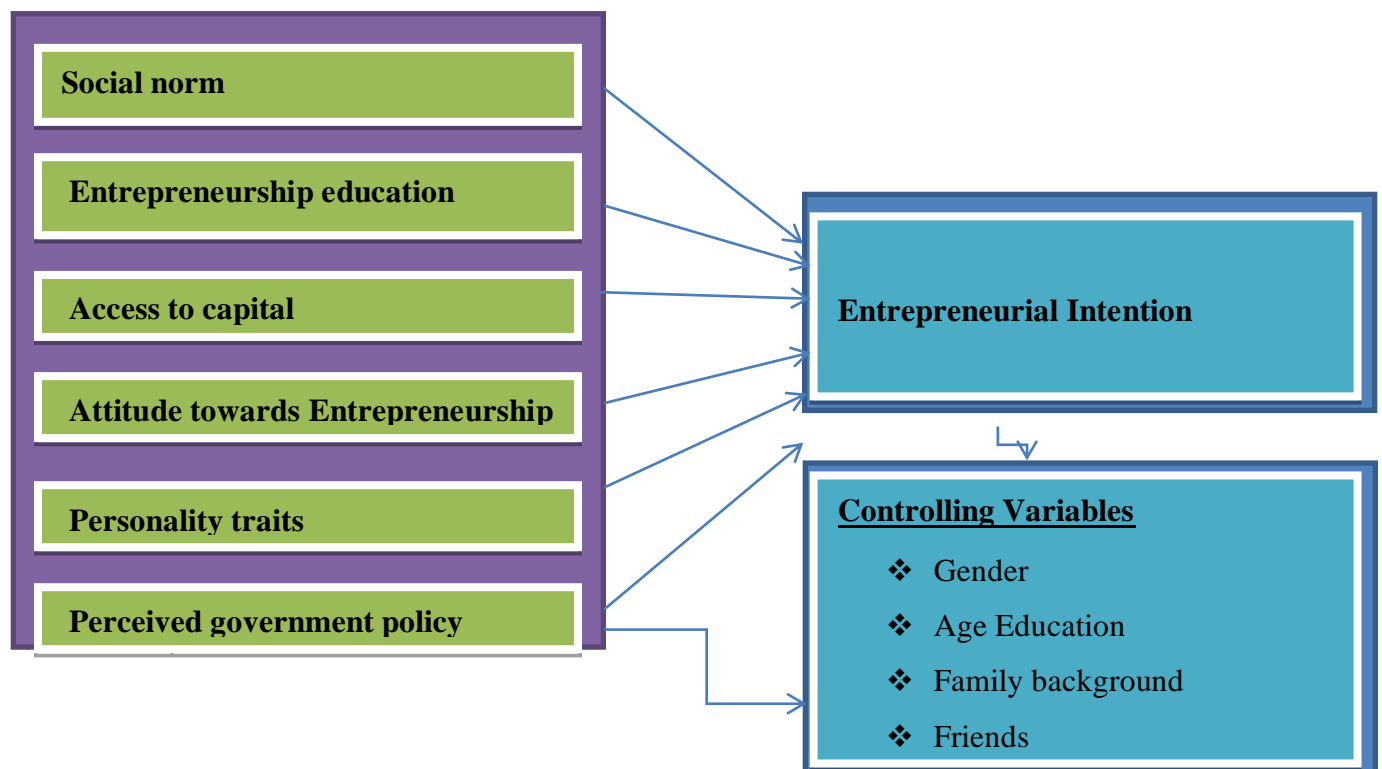 Social norm
Entrepreneurship education
Access to capital
Attitude towards Entrepreneurship
Personality traits
Perceived government policy
Entrepreneurial Intention
Controlling Variables
❖ Gender
❖ Age Education
❖ Family background
❖ Friends